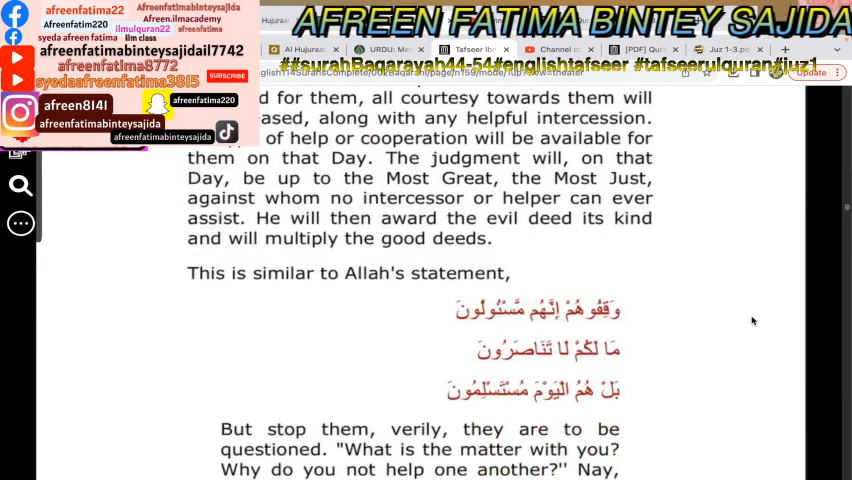 AFREEN FATIMA BINTEY SAJIDA
afreenfatima22
Afreenfatimabinteysajida
Afreen.ilmacademy
Afreenfatima220
ilmulquran22
afreenfatima
syeda afreen fatima
Ilm class
afreenfatimabinteysajidail7742
afreenfatima8772
syedaafreenfatima3815
SUBSCRIBE
afreen8141
afreenfatima220
afreenfatimabinteysajida
afreenfatimabinteysajida
Al Hujuraa
URDU: Mer
Tafseer Ibn
Channel co
[PDF] Qura
Juz 1-3.pd
##surahBaqarayah44-54#englishtafseer #tafseerulquran#juz1
Update
d for them, all courtesy towards them will
ased, along with any helpful intercession.
of help or cooperation will be available for
them on that Day. The judgment will, on that
Day, be up to the Most Great, the Most Just,
against whom no intercessor or helper can ever
assist. He will then award the evil deed its kind
and will multiply the good deeds.
This is similar to Allah's statement,
وَقِفُوهُمْ إِنَّهُم مَّسْئُولُونَ
مَا لَكُمْ لَا تَنَاصَرُونَ
بَلْ هُمُ الْيَوْمَ مُسْتَسْلِمُونَ
But stop them, verily, they are to be
questioned. "What is the matter with you?
Why do you not help one another?'' Nay,